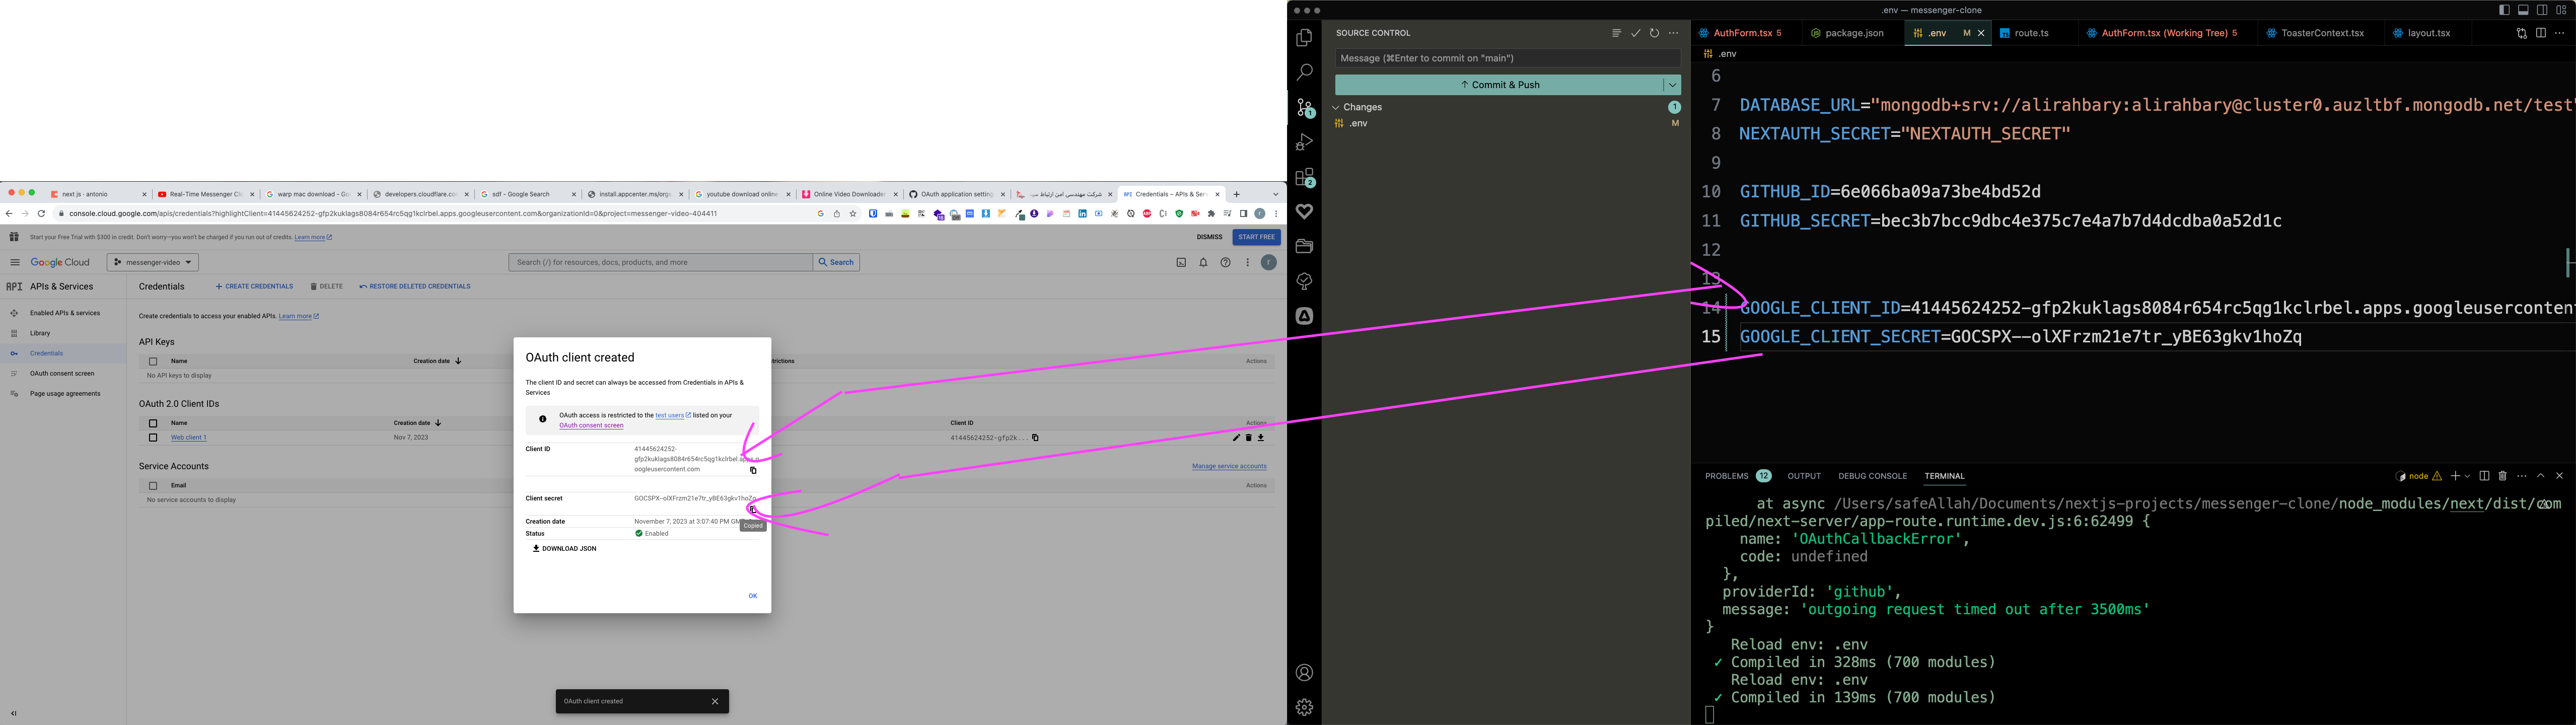 next js - antonio
Real-Time Messenger Cl
warp mac download - Go
developers.cloudflare.co
sdf - Google Search
install.appcenter.ms/orgs
youtube download online
Online Video Downloader
OAuth application setting
شرکت مهندسی امن ارتباط
Credentials – APIs & Serv
console.cloud.google.com/apis/credentials?highlightClient=41445624252-gfp2kuklags8084r654rc5qg1kclrbel.apps.googleusercontent.com&organizationId=0&project=messenger-video-404411
Start your Free Trial with $300 in credit. Don't worry—you won't be charged if you run out of credits. Learn more
DISMISS
START FREE
Google Cloud
messenger-video
Search (/) for resources, docs, products, and more
Search
API APIs & Services
Enabled APIs & services
Library
Credentials
OAuth consent screen
Page usage agreements
Credentials
+ CREATE CREDENTIALS
DELETE
RESTORE DELETED CREDENTIALS
Create credentials to access your enabled APIs. Learn more
API Keys
Name
Creation date
trictions
Actions
No API keys to display
OAuth 2.0 Client IDs
Name
Creation date
Client ID
Actions
Web client 1
Nov 7, 2023
41445624252-gfp2k...
Service Accounts
Manage service accounts
Email
Actions
No service accounts to display
OAuth client created
The client ID and secret can always be accessed from Credentials in APIs &
Services
OAuth access is restricted to the test users listed on your
OAuth consent screen
Client ID
41445624252-
gfp2kuklags8084r654rc5qg1kclrbel.apps.g
oogleusercontent.com
Client secret
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
Creation date
November 7, 2023 at 3:07:40 PM GM
Copied
Status
Enabled
DOWNLOAD JSON
OK
OAuth client created
.env — messenger-clone
SOURCE CONTROL
Message (⌘Enter to commit on "main")
Commit & Push
Changes
1
.env
M
1
2
AuthForm.tsx 5
package.json
.env M
route.ts
AuthForm.tsx (Working Tree) 5
ToasterContext.tsx
layout.tsx
.env
6
7 DATABASE_URL="mongodb+srv://alirahbary:alirahbary@cluster0.auzltbf.mongodb.net/test
8 NEXTAUTH_SECRET="NEXTAUTH_SECRET"
9
10 GITHUB_ID=6e066ba09a73be4bd52d
11 GITHUB_SECRET=bec3b7bcc9dbc4e375c7e4a7b7d4dcdba0a52d1c
12
13
14 GOOGLE_CLIENT_ID=41445624252-gfp2kuklags8084r654rc5qg1kclrbel.apps.googleusercontent
15 GOOGLE_CLIENT_SECRET=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
PROBLEMS 12
OUTPUT
DEBUG CONSOLE
TERMINAL
node
at async /Users/safeAllah/Documents/nextjs-projects/messenger-clone/node_modules/next/dist/com
piled/next-server/app-route.runtime.dev.js:6:62499 {
name: 'OAuthCallbackError',
code: undefined
},
providerId: 'github',
message: 'outgoing request timed out after 3500ms'
}
Reload env: .env
✓ Compiled in 328ms (700 modules)
Reload env: .env
✓ Compiled in 139ms (700 modules)